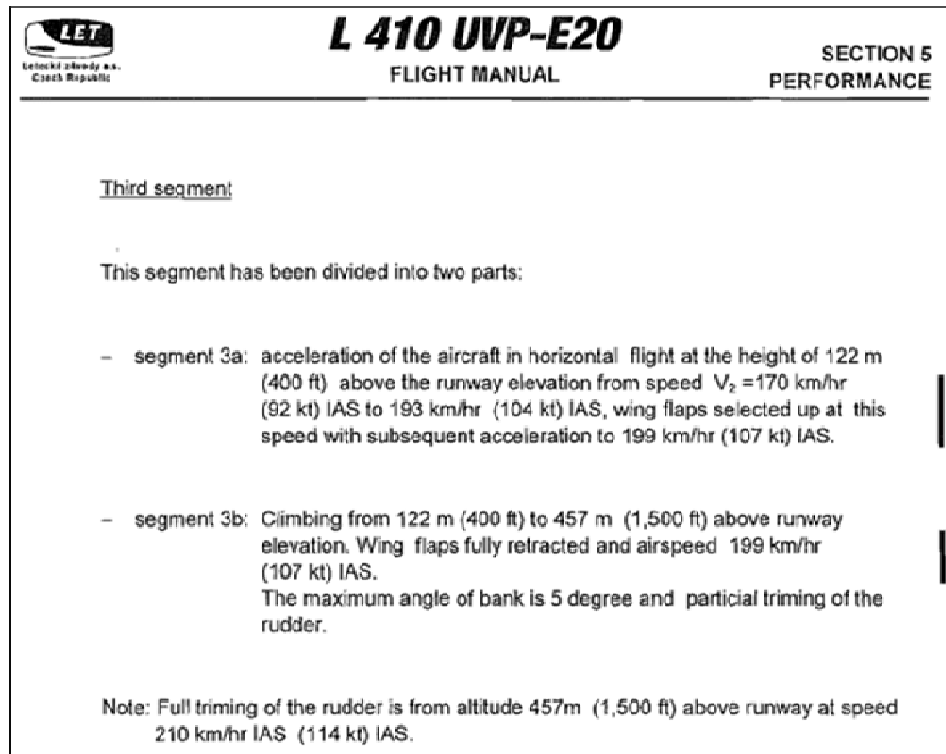 LET
Letecké závody a.s.
Czech Republic
L 410 UVP-E20
FLIGHT MANUAL
SECTION 5
PERFORMANCE
Third segment
This segment has been divided into two parts:
– segment 3a: acceleration of the aircraft in horizontal flight at the height of 122 m
(400 ft) above the runway elevation from speed V₂ =170 km/hr
(92 kt) IAS to 193 km/hr (104 kt) IAS, wing flaps selected up at this
speed with subsequent acceleration to 199 km/hr (107 kt) IAS.
– segment 3b: Climbing from 122 m (400 ft) to 457 m (1,500 ft) above runway
elevation. Wing flaps fully retracted and airspeed 199 km/hr
(107 kt) IAS.
The maximum angle of bank is 5 degree and particial triming of the
rudder.
Note: Full triming of the rudder is from altitude 457m (1,500 ft) above runway at speed
210 km/hr IAS (114 kt) IAS.